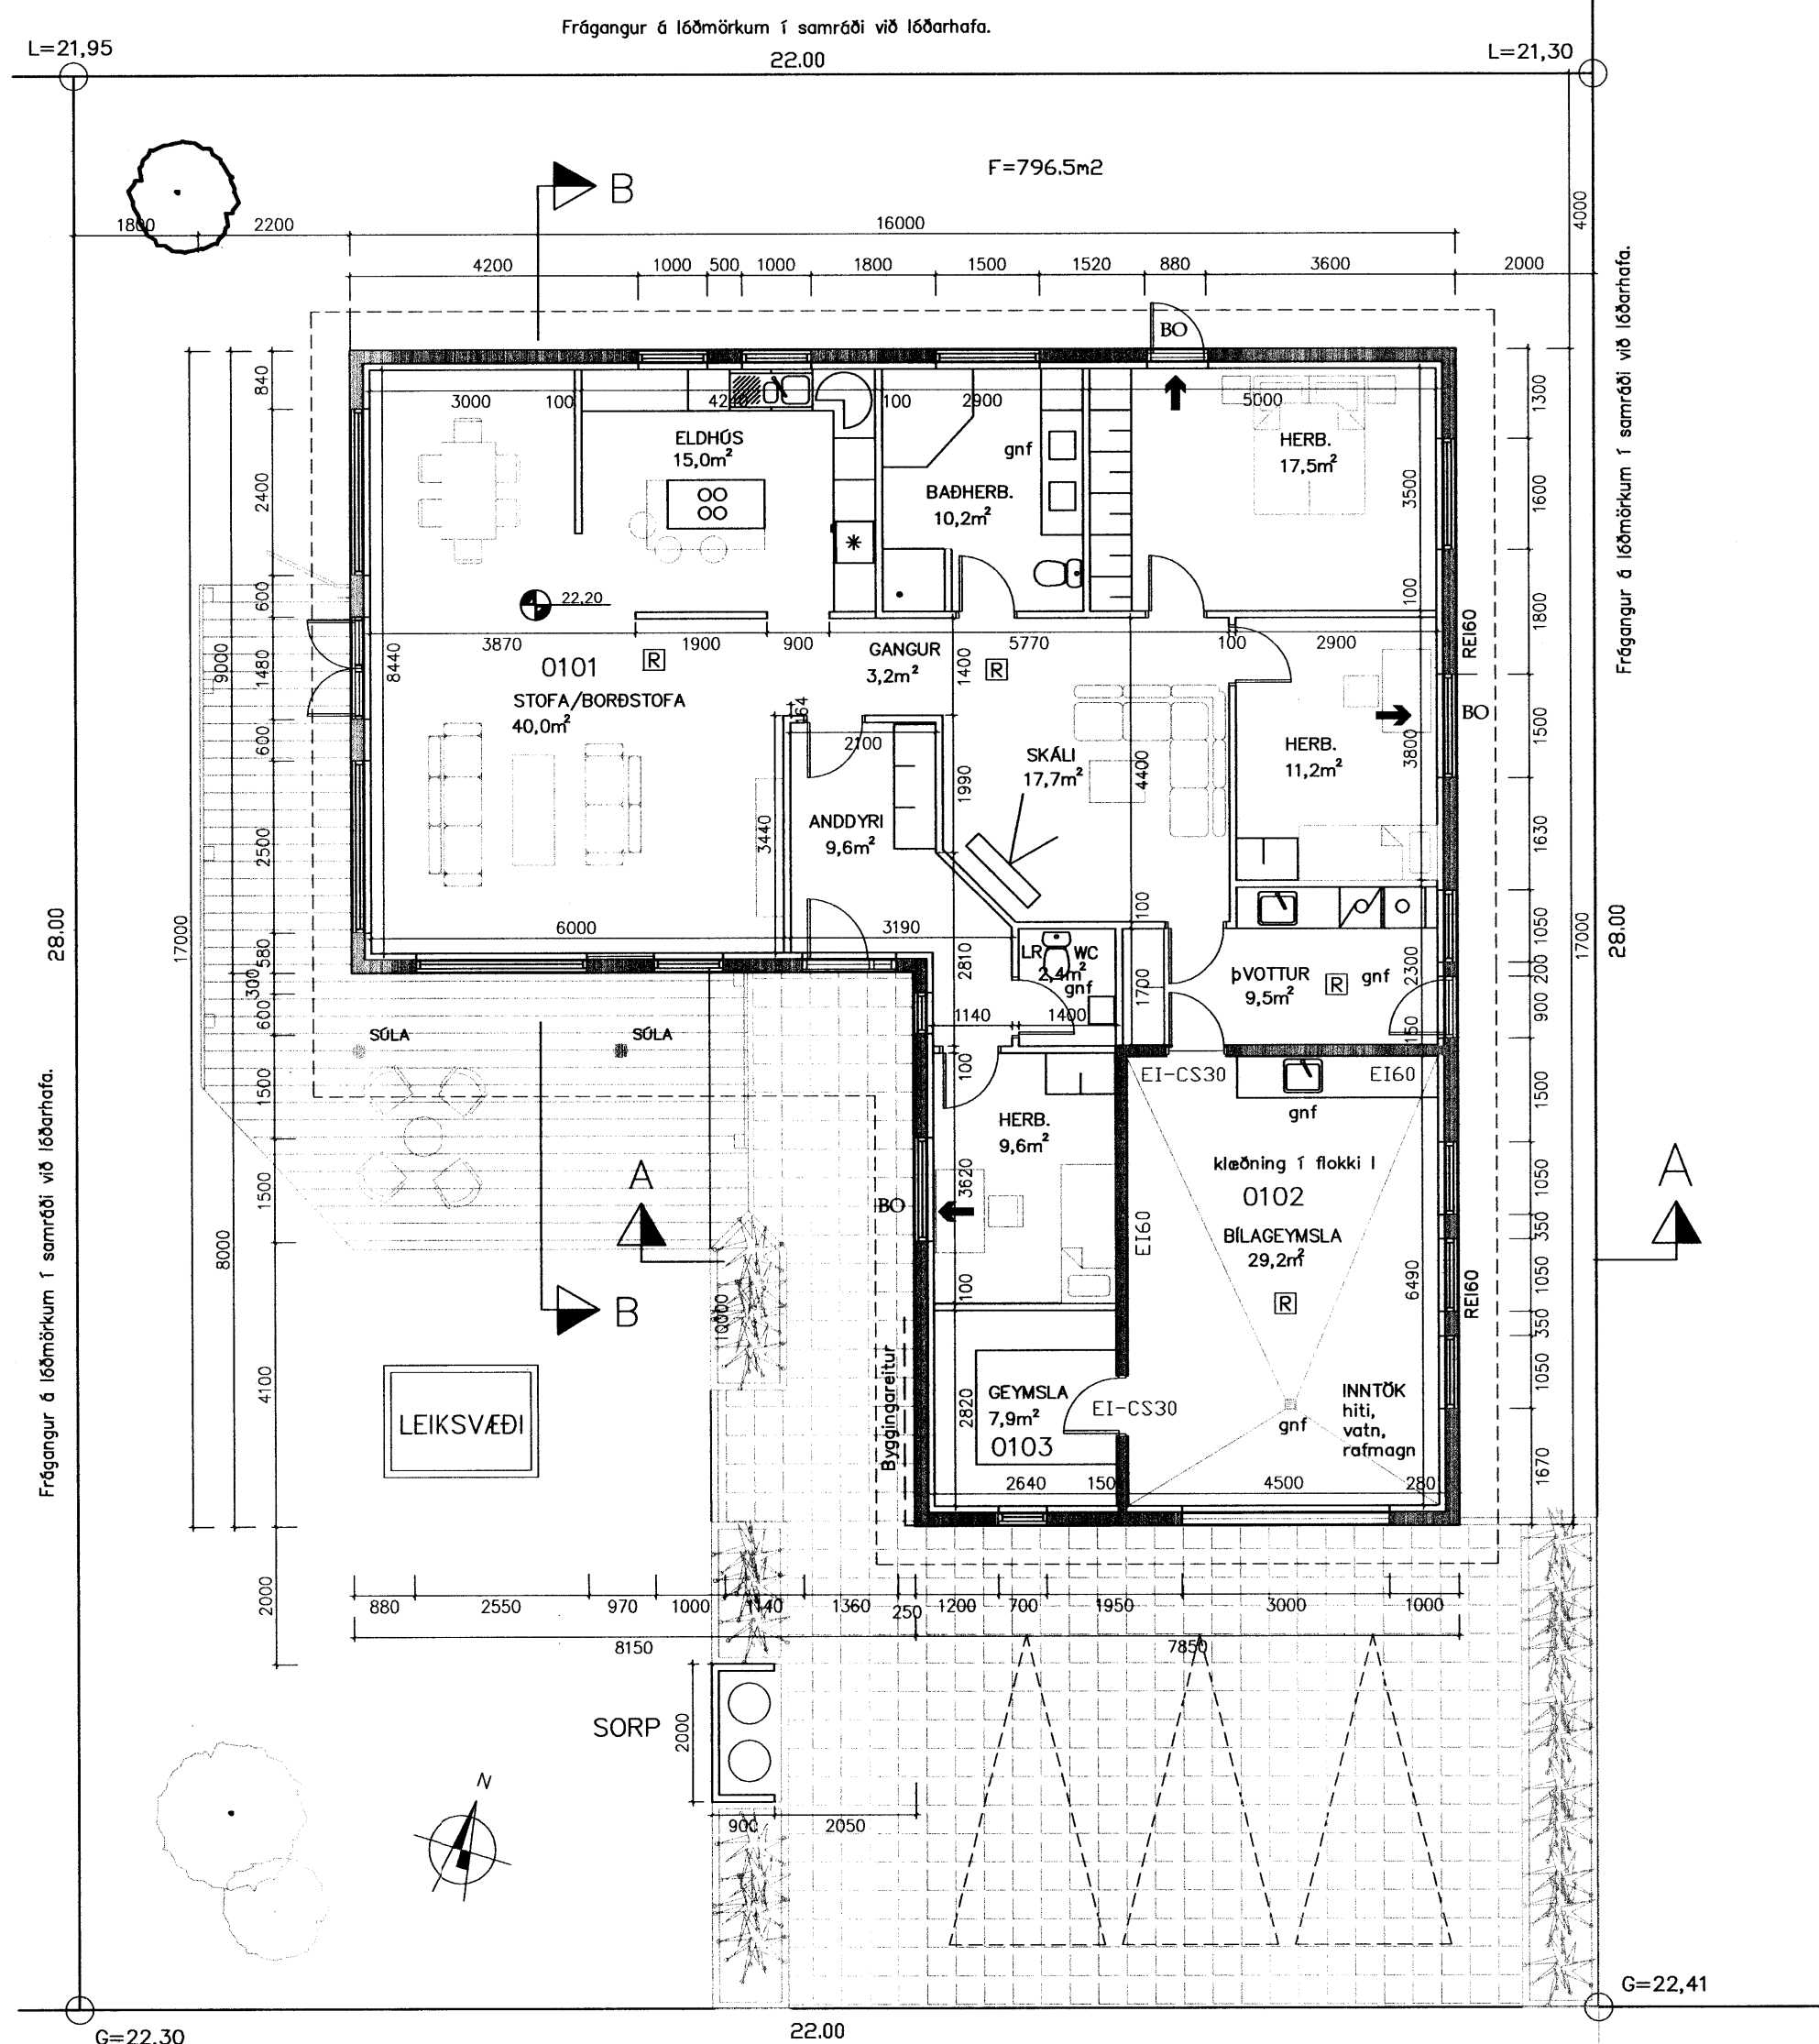 Frágangur á lóðmörkum í samráði við lóðarhafa.
L=21,95
22.00
L=21,30
F=796.5m2
B
1800 2200 16000 4000
4200 1000 500 1000 1800 1500 1520 880 3600 2000
BO
840
3000 100 4240 100 2900 5000
1300
ELDHÚS
15,0m²
gnf
HERB.
17,5m²
BAÐHERB.
10,2m²
2400
3500
1600
Frágangur á lóðmörkum í samráði við lóðarhafa.
22,20
600
100
1800
3870 1900 900 5770 100 2900
REI60
9000
1480
8440
0101
R
GANGUR
3,2m²
1400
R
STOFA/BORÐSTOFA
40,0m²
164
2100
BO
600
1500
SKÁLI
17,7m²
HERB.
11,2m²
3800
4400
1990
ANDDYRI
9,6m²
3440
2500
1630
28.00
17000
6000 3190
100
1050
17000
28.00
580
2810
LR WC
2,4m²
gnf
1700
ÞVOTTUR
9,5m²
R
gnf
2300
200
300
900
600
SÚLA
SÚLA
1140 1400
150
100
EI-CS30
EI60
1500
gnf
1500
HERB.
9,6m²
klæðning í flokki I
0102
A
A
1500
3620
BO
1050
BÍLAGEYMSLA
29,2m²
EI60
350
8000
R
6490
1050
REI60
B
10000
100
350
Frágangur á lóðmörkum í samráði við lóðarhafa.
4100
LEIKSVÆÐI
Byggingareitur
GEYMSLA
7,9m²
0103
2820
EI-CS30
gnf
INNTÖK
hiti,
vatn,
rafmagn
1050
1670
2640 150 4500 280
2000
880 2550 970 1000 1140 1360 250 1200 700 1950 3000 1000
8150 7850
SORP
2000
N
900 2050
G=22,41
G=22,30
22.00